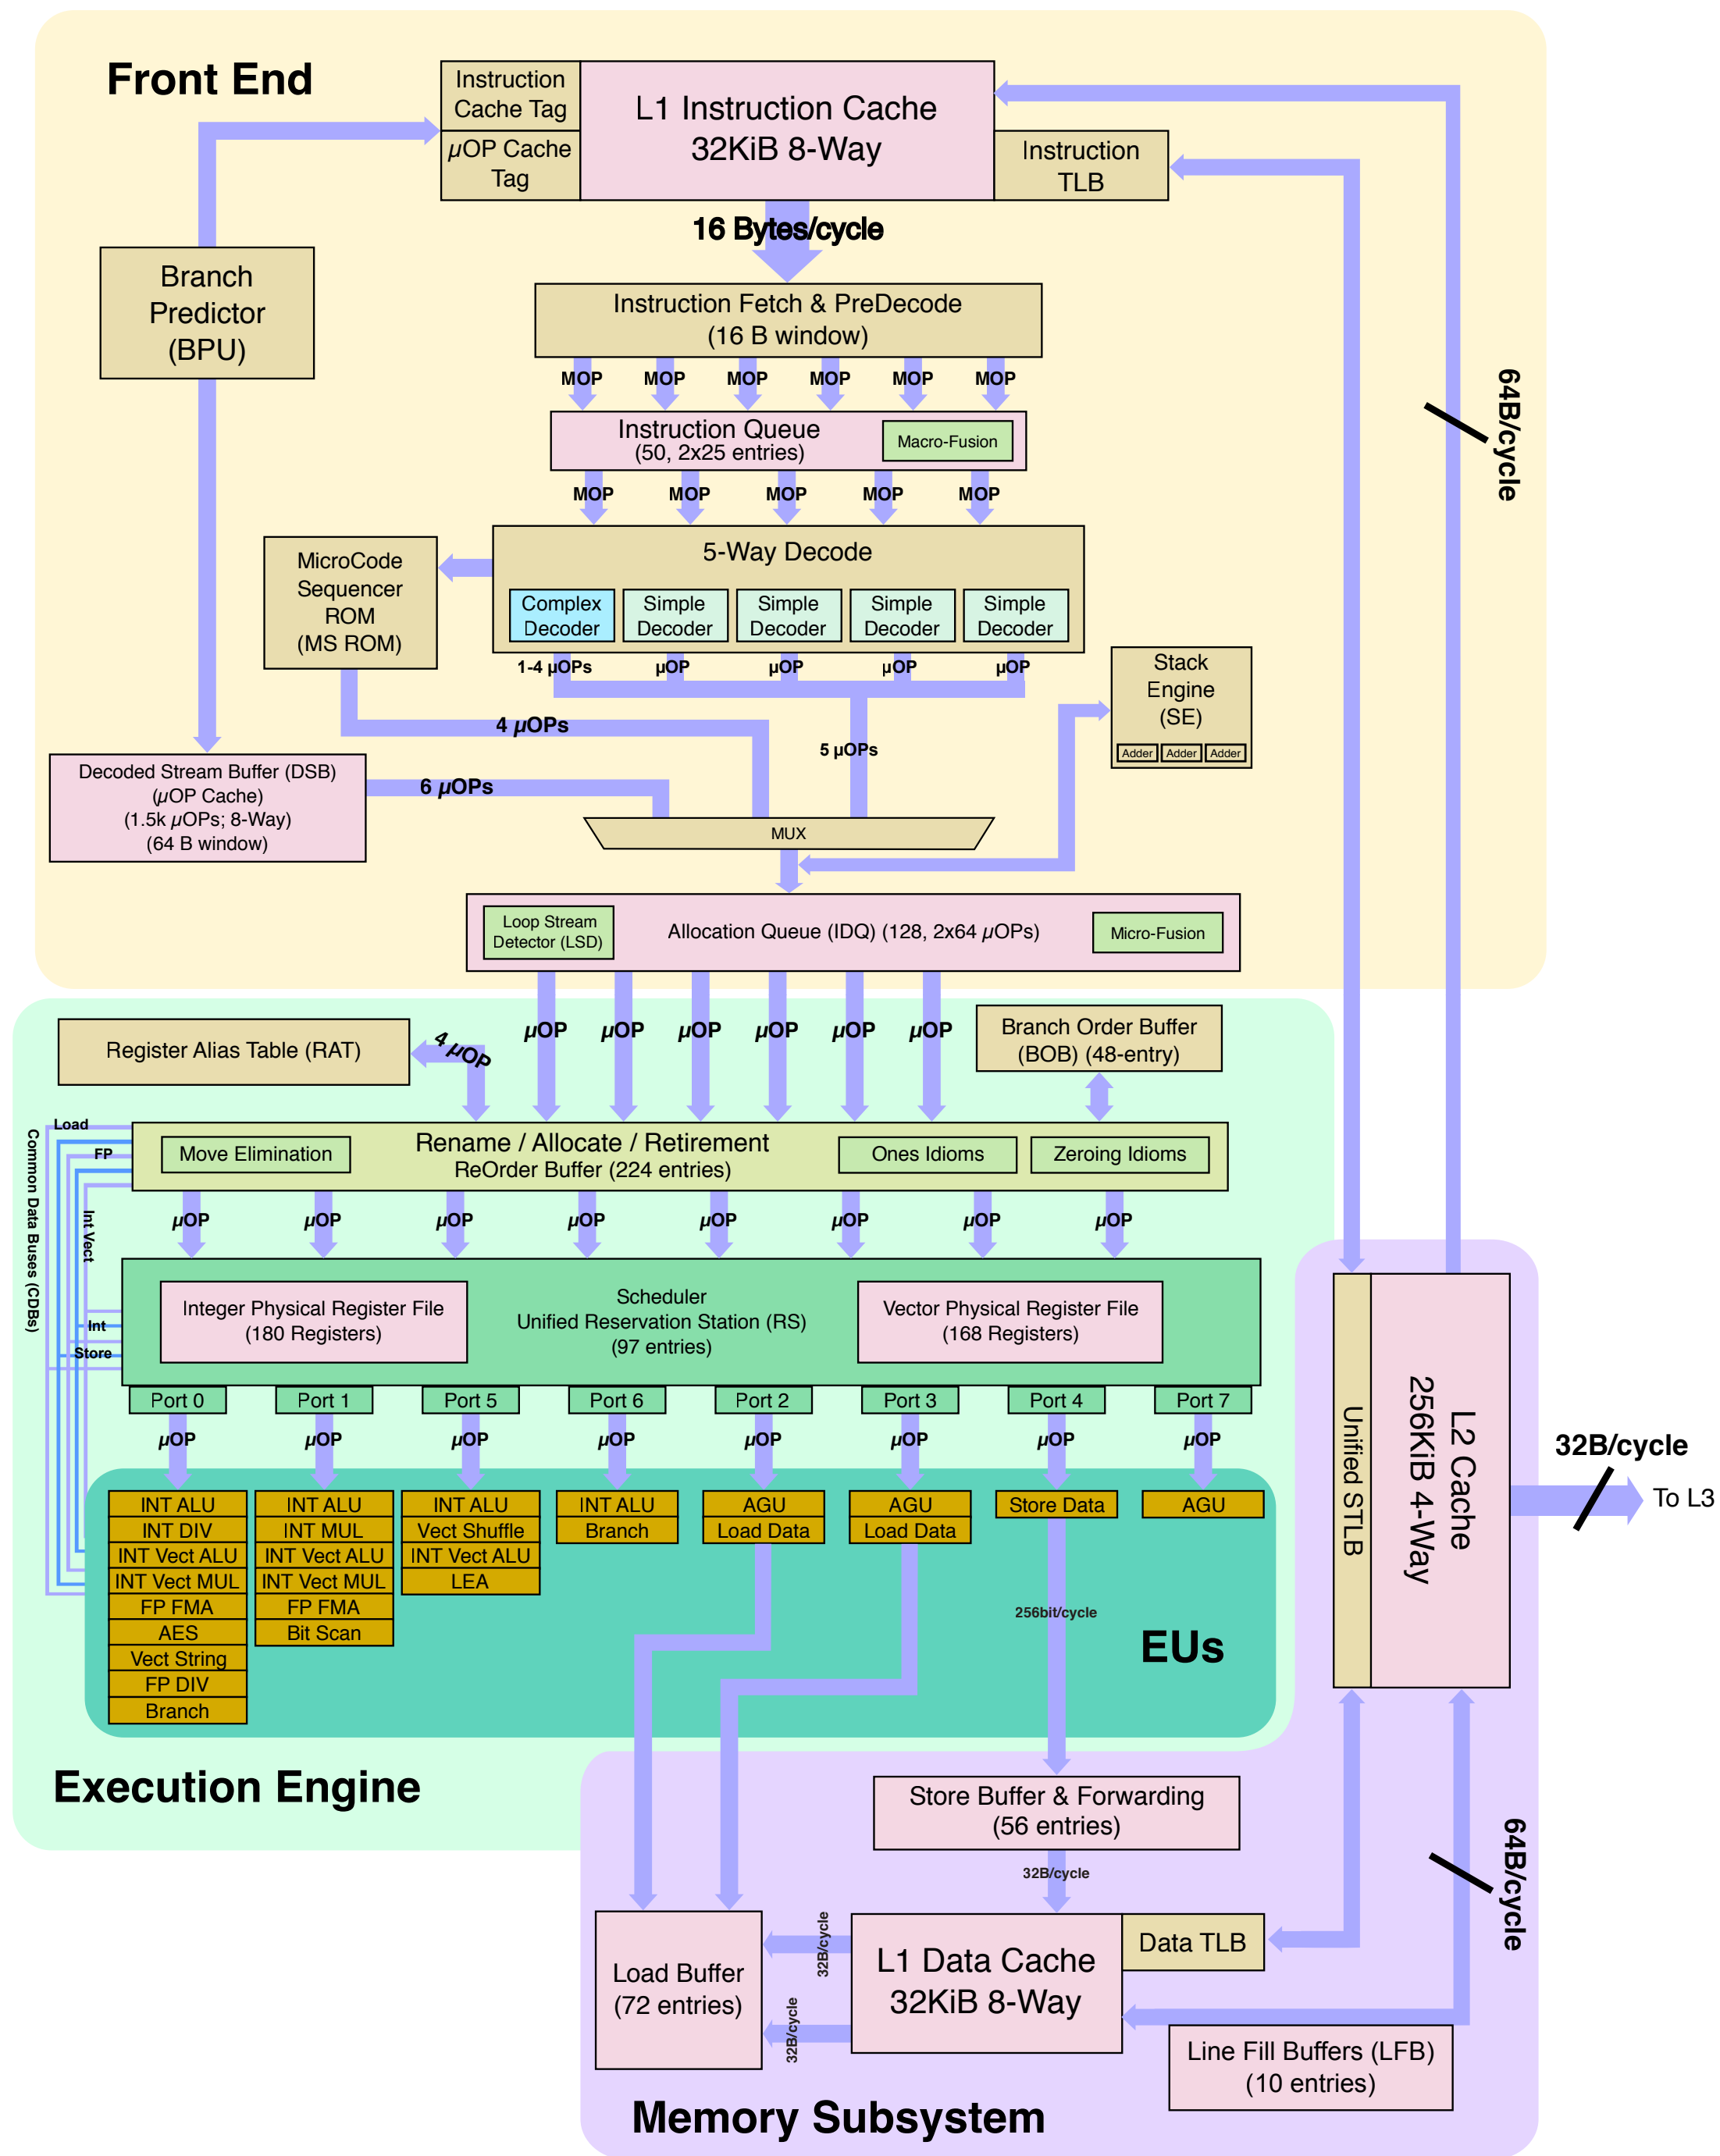 Front End
Instruction
Cache Tag
µOP Cache
Tag
L1 Instruction Cache
32KiB 8-Way
Instruction
TLB
16 Bytes/cycle
Branch
Predictor
(BPU)
Instruction Fetch & PreDecode
(16 B window)
MOP MOP MOP MOP MOP MOP
Instruction Queue
(50, 2x25 entries)
Macro-Fusion
64B/cycle
MOP MOP MOP MOP MOP
MicroCode
Sequencer
ROM
(MS ROM)
5-Way Decode
Complex
Decoder
Simple
Decoder
Simple
Decoder
Simple
Decoder
Simple
Decoder
1-4 µOPs µOP µOP µOP µOP
Stack
Engine
(SE)
Adder Adder Adder
4 µOPs
5 µOPs
Decoded Stream Buffer (DSB)
(µOP Cache)
(1.5k µOPs; 8-Way)
(64 B window)
6 µOPs
MUX
Loop Stream
Detector (LSD)
Allocation Queue (IDQ) (128, 2x64 µOPs)
Micro-Fusion
Register Alias Table (RAT)
4 µOP
µOP µOP µOP µOP µOP µOP
Branch Order Buffer
(BOB) (48-entry)
Common Data Buses (CDBs)
Load
FP
Int Vect
Int
Store
Move Elimination
Rename / Allocate / Retirement
ReOrder Buffer (224 entries)
Ones Idioms
Zeroing Idioms
µOP µOP µOP µOP µOP µOP µOP µOP
Integer Physical Register File
(180 Registers)
Scheduler
Unified Reservation Station (RS)
(97 entries)
Vector Physical Register File
(168 Registers)
Port 0 Port 1 Port 5 Port 6 Port 2 Port 3 Port 4 Port 7
µOP µOP µOP µOP µOP µOP µOP µOP
INT ALU
INT DIV
INT Vect ALU
INT Vect MUL
FP FMA
AES
Vect String
FP DIV
Branch
INT ALU
INT MUL
INT Vect ALU
INT Vect MUL
FP FMA
Bit Scan
INT ALU
Vect Shuffle
INT Vect ALU
LEA
INT ALU
Branch
AGU
Load Data
AGU
Load Data
Store Data
AGU
256bit/cycle
EUs
Execution Engine
Unified STLB
L2 Cache
256KiB 4-Way
32B/cycle
To L3
Store Buffer & Forwarding
(56 entries)
32B/cycle
64B/cycle
Load Buffer
(72 entries)
32B/cycle
32B/cycle
L1 Data Cache
32KiB 8-Way
Data TLB
Line Fill Buffers (LFB)
(10 entries)
Memory Subsystem